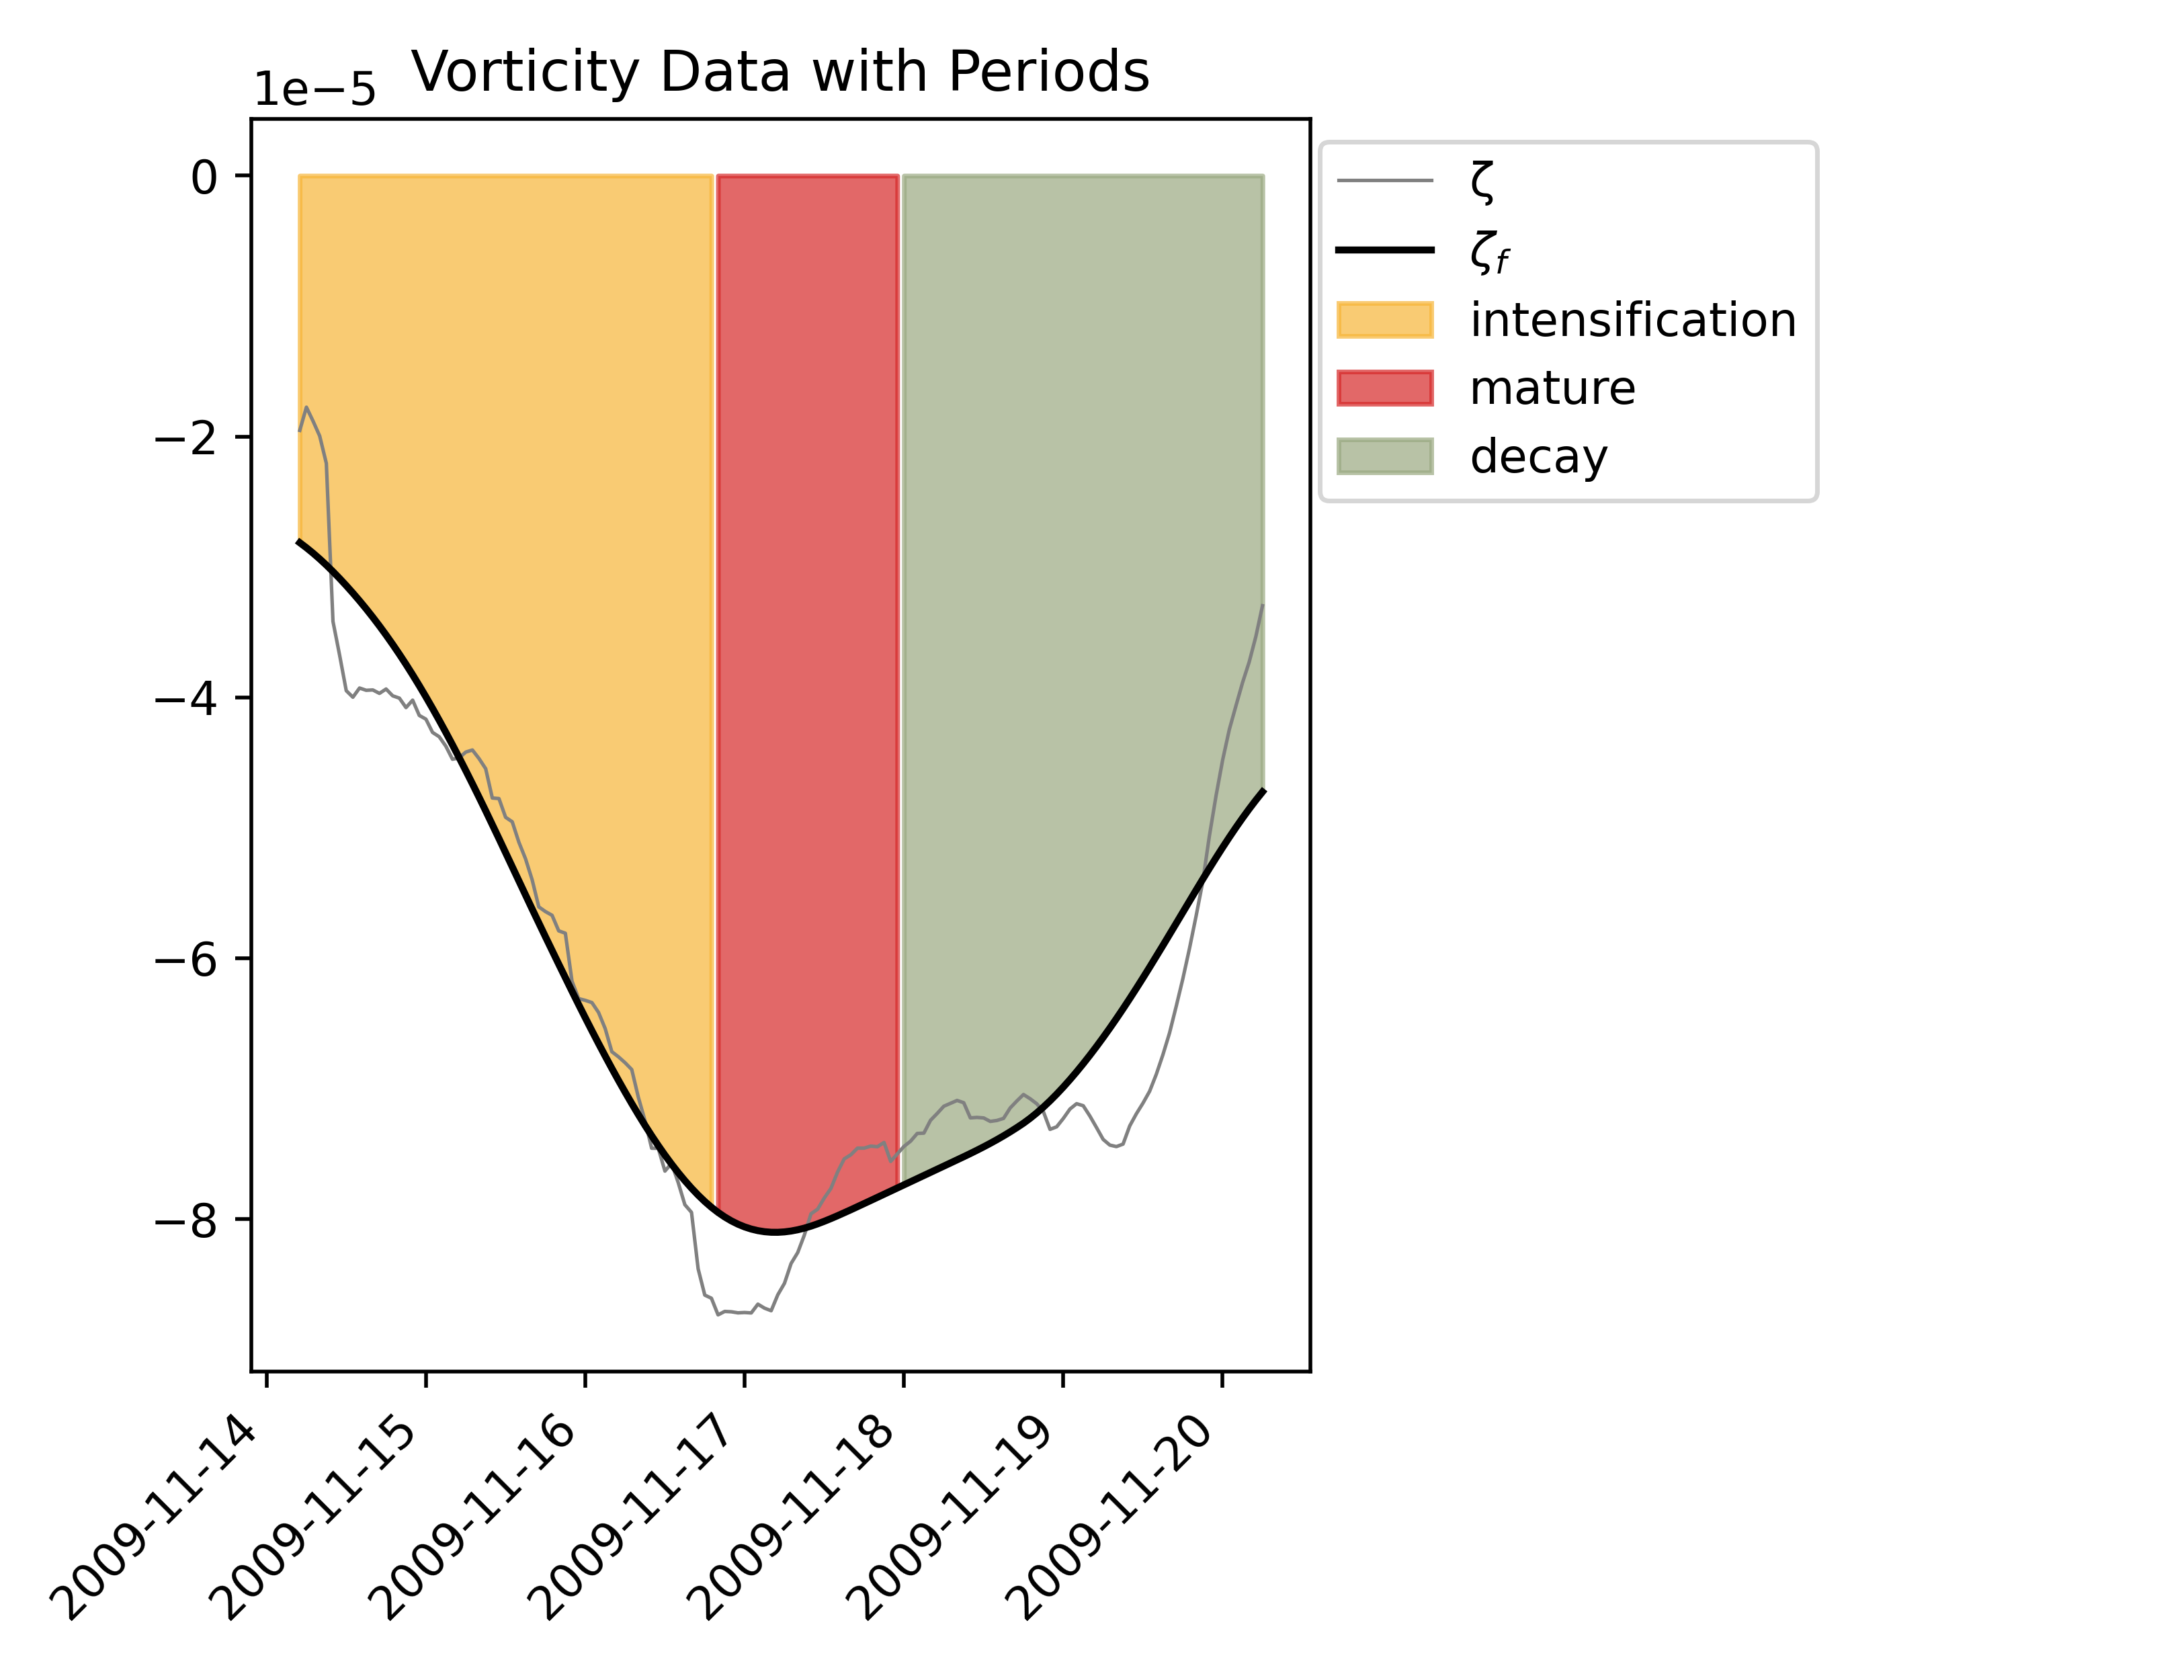 Vorticity Data with Periods
1e−5
0
−2
−4
−6
−8
2009-11-14
2009-11-15
2009-11-16
2009-11-17
2009-11-18
2009-11-19
2009-11-20
ζ
ζf
intensification
mature
decay